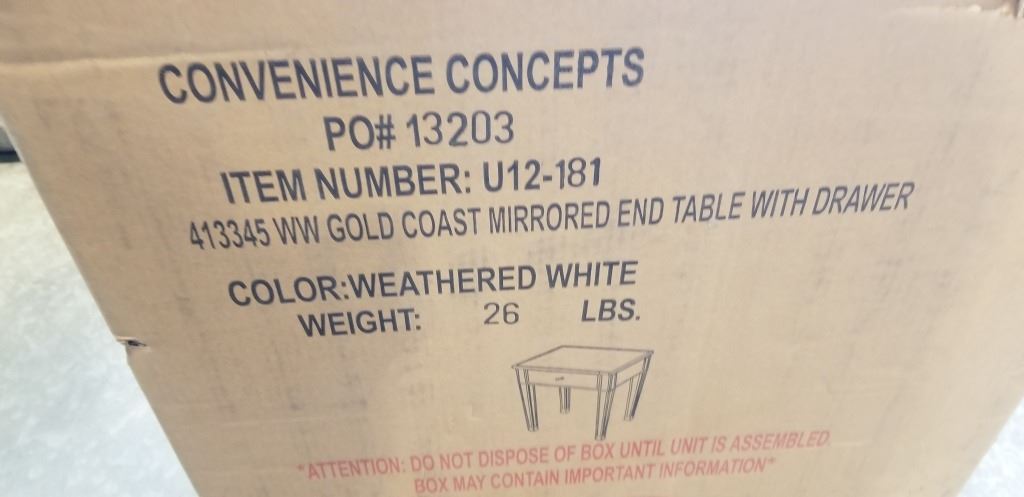 CONVENIENCE CONCEPTS
PO# 13203
ITEM NUMBER: U12-181
413345 WW GOLD COAST MIRRORED END TABLE WITH DRAWER
COLOR:WEATHERED WHITE
WEIGHT: 26 LBS.
*ATTENTION: DO NOT DISPOSE OF BOX UNTIL UNIT IS ASSEMBLED.
BOX MAY CONTAIN IMPORTANT INFORMATION*